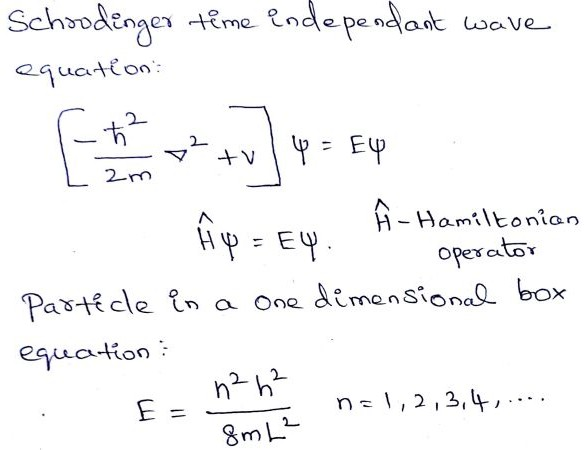 Schrodinger time independant wave
equation:
[-ħ²/2m ∇² + V] ψ = Eψ
Ĥψ = Eψ. Ĥ - Hamiltonian
operator
Particle in a one dimensional box
equation:
E = n²h²/8mL² n = 1, 2, 3, 4, ....